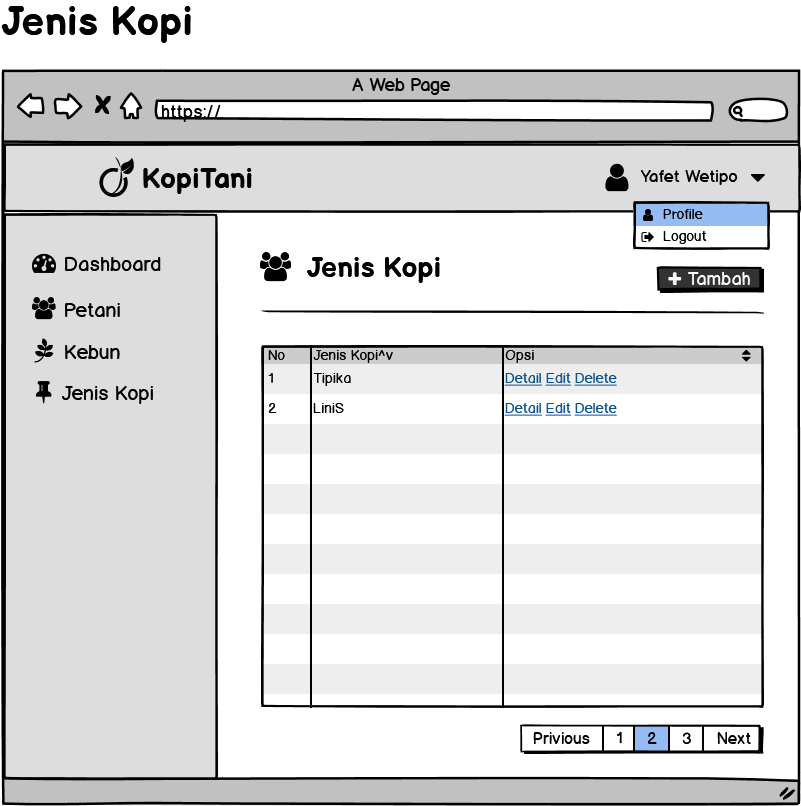 Jenis Kopi
A Web Page
https://
KopiTani
Yafet Wetipo
Profile
Logout
Dashboard
Petani
Kebun
Jenis Kopi
Jenis Kopi
+ Tambah
No Jenis Kopi^v Opsi
1 Tipika Detail Edit Delete
2 LiniS Detail Edit Delete
Privious 1 2 3 Next